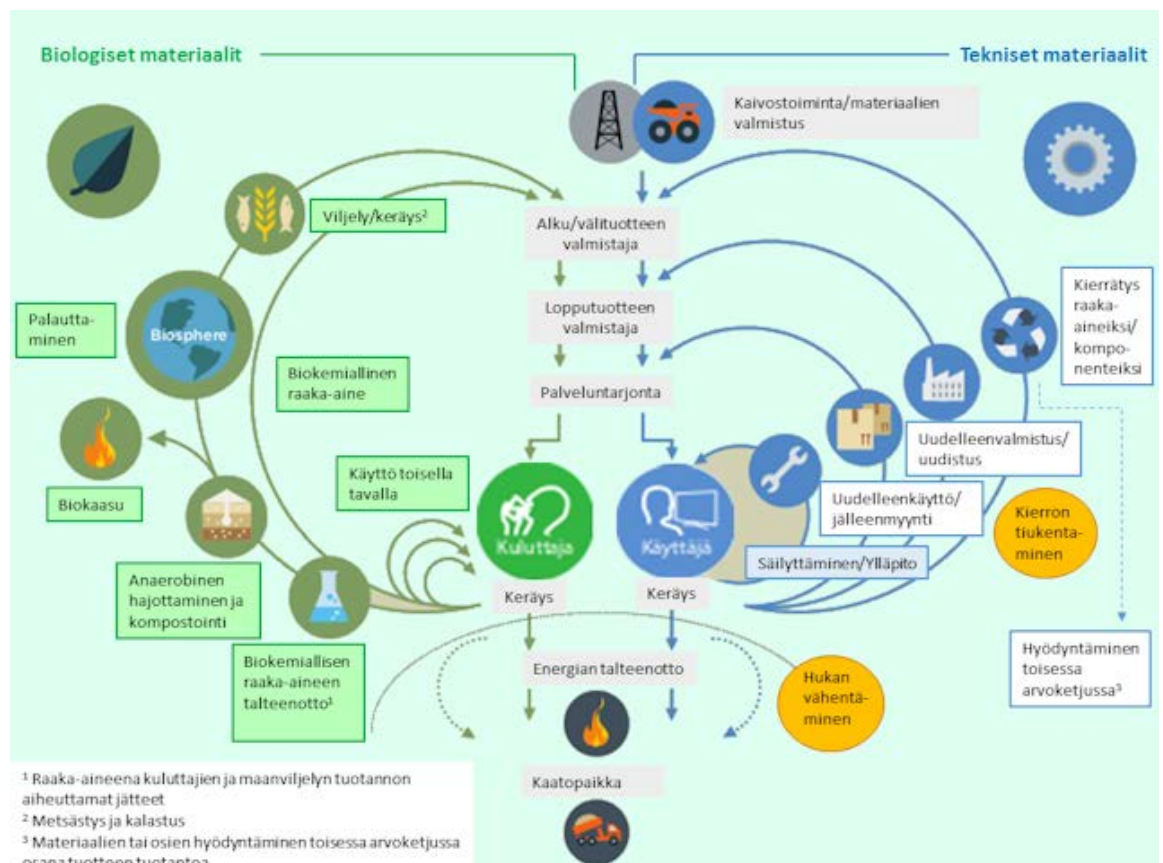 Biologiset materiaalit
Tekniset materiaalit
Kaivostoiminta/materiaalien
valmistus
Viljely/keräys²
Alku/välituotteen
valmistaja
Kierrätys
raaka-
aineiksi/
kompo-
nenteiksi
Palautta-
minen
Biosphere
Lopputuotteen
valmistaja
Biokemiallinen
raaka-aine
Palveluntarjonta
Uudelleenvalmistus/
uudistus
Käyttö toisella
tavalla
Biokaasu
Uudelleenkäyttö/
jälleenmyynti
Kierron
tiukenta-
minen
Kuluttaja
Käyttäjä
Säilyttäminen/Ylläpito
Anaerobinen
hajottaminen ja
kompostointi
Keräys
Keräys
Biokemiallisen
raaka-aineen
talteenotto³
Energian talteenotto
Hukan
vähentä-
minen
Hyödyntäminen
toisessa
arvoketjussa³
Kaatopaikka
¹ Raaka-aineena kuluttajien ja maanviljelyn tuotannon
aiheuttamat jätteet
² Metsästys ja kalastus
³ Materiaalien tai osien hyödyntäminen toisessa arvoketjussa
osana tuotteen tuotantoa